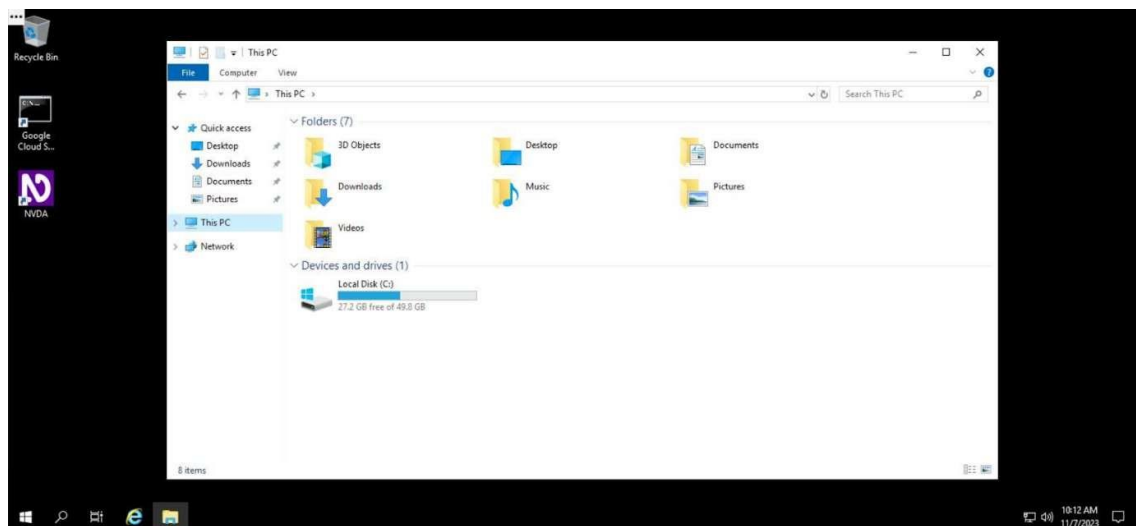 Recycle Bin
Google
Cloud S...
NVDA
This PC
File Computer View
This PC
Search This PC
Quick access
Desktop
Downloads
Documents
Pictures
This PC
Network
Folders (7)
3D Objects
Desktop
Documents
Downloads
Music
Pictures
Videos
Devices and drives (1)
Local Disk (C:)
27.2 GB free of 49.8 GB
8 items
10:12 AM
11/7/2023